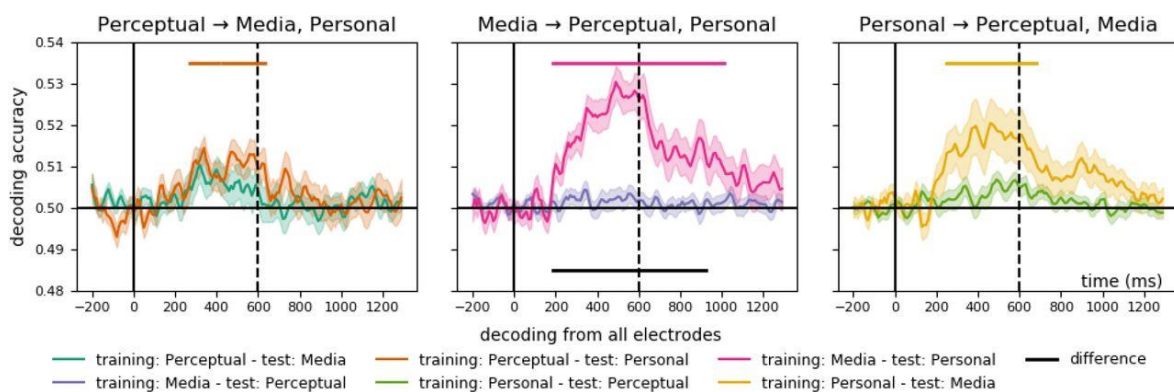 Perceptual → Media, Personal
Media → Perceptual, Personal
Personal → Perceptual, Media
decoding accuracy
0.54
0.53
0.52
0.51
0.50
0.49
0.48
−200 0 200 400 600 800 1000 1200
−200 0 200 400 600 800 1000 1200
−200 0 200 400 600 800 1000 1200
time (ms)
decoding from all electrodes
training: Perceptual - test: Media
training: Perceptual - test: Personal
training: Media - test: Personal
difference
training: Media - test: Perceptual
training: Personal - test: Perceptual
training: Personal - test: Media